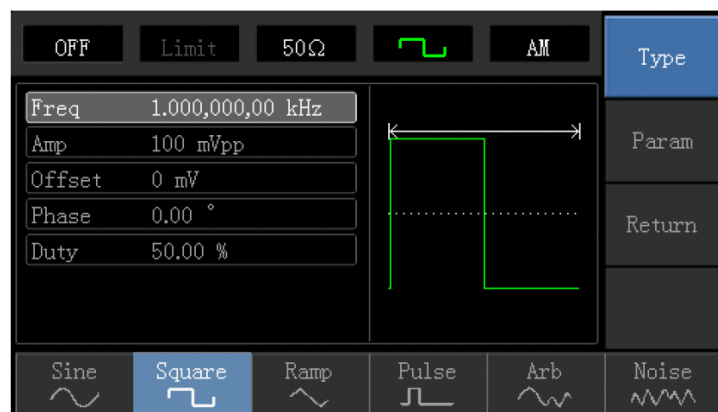 OFF Limit 50Ω AM Type
Freq 1.000,000,00 kHz
Amp 100 mVpp
Offset 0 mV
Phase 0.00 °
Duty 50.00 %
Param
Return
Sine Square Ramp Pulse Arb Noise